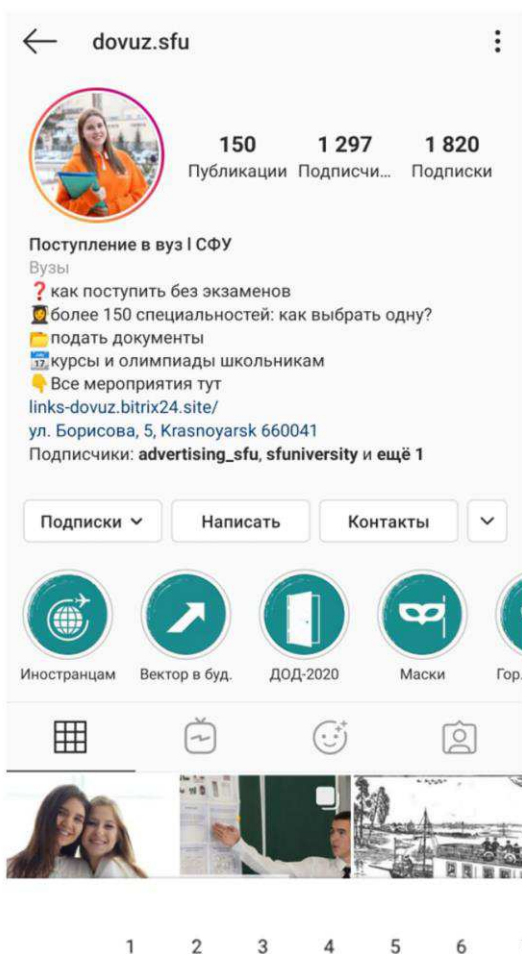 dovuz.sfu
150 1 297 1 820
Публикации Подписчи... Подписки
Поступление в вуз l СФУ
Вузы
❓как поступить без экзаменов
👩‍🎓более 150 специальностей: как выбрать одну?
📁подать документы
📅курсы и олимпиады школьникам
👇Все мероприятия тут
links-dovuz.bitrix24.site/
ул. Борисова, 5, Krasnoyarsk 660041
Подписчики: advertising_sfu, sfuniversity и ещё 1
Подписки Написать Контакты
Иностранцам Вектор в буд. ДОД-2020 Маски Гор.
1 2 3 4 5 6